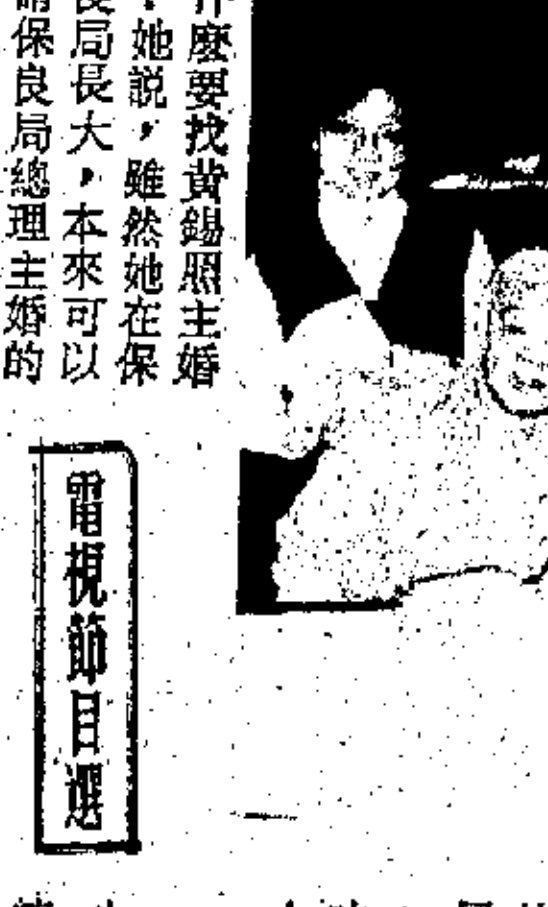 什麼要找黃錫照主婚
？她說，雖然她在保
良局長大，本來可以
請保良局總理主婚的
電視節目選